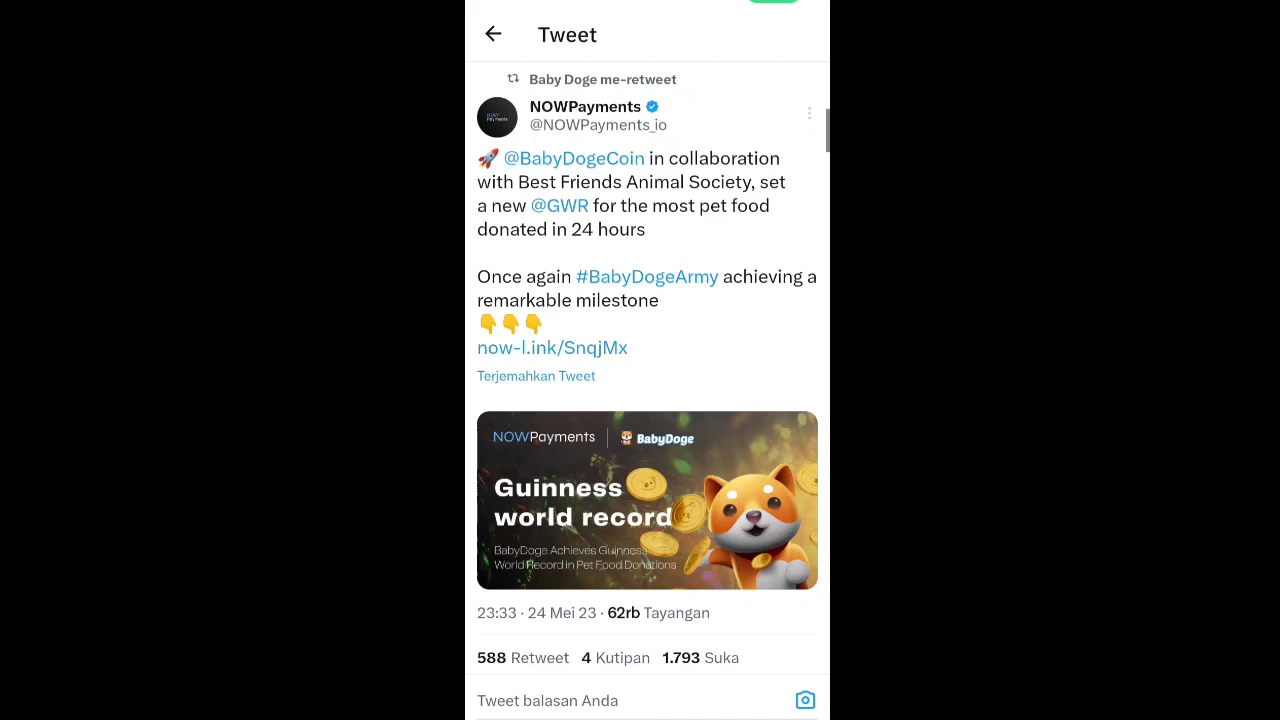 Tweet
Baby Doge me-retweet
NOWPayments
@NOWPayments_io
🚀 @BabyDogeCoin in collaboration
with Best Friends Animal Society, set
a new @GWR for the most pet food
donated in 24 hours
Once again #BabyDogeArmy achieving a
remarkable milestone
👇👇👇
now-l.ink/SnqjMx
Terjemahkan Tweet
NOWPayments | BabyDoge
Guinness
world record
BabyDoge Achieves Guinness
World Record in Pet Food Donations
23:33 · 24 Mei 23 · 62rb Tayangan
588 Retweet 4 Kutipan 1.793 Suka
Tweet balasan Anda